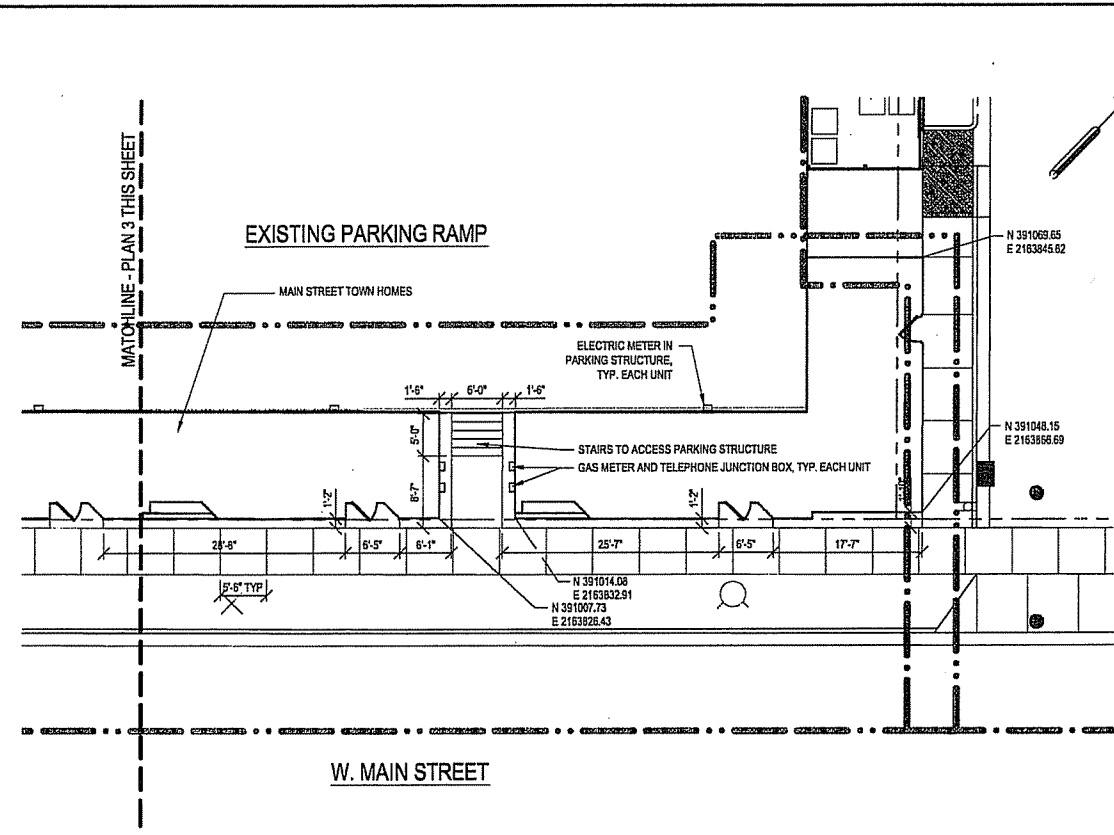 MATCHLINE - PLAN 3 THIS SHEET
EXISTING PARKING RAMP
N 391069.65
E 2163845.62
MAIN STREET TOWN HOMES
ELECTRIC METER IN
PARKING STRUCTURE,
TYP. EACH UNIT
1'-6" 6'-0" 1'-6"
5'-0"
N 391048.15
E 2163866.69
STAIRS TO ACCESS PARKING STRUCTURE
GAS METER AND TELEPHONE JUNCTION BOX, TYP. EACH UNIT
1'-2" 8'-7" 1'-2" 1'-10"
6'-5" 6'-1" 25'-7" 6'-5" 17'-7"
5'-6" TYP
N 391014.08
E 2163832.91
N 391007.73
E 2163826.43
W. MAIN STREET